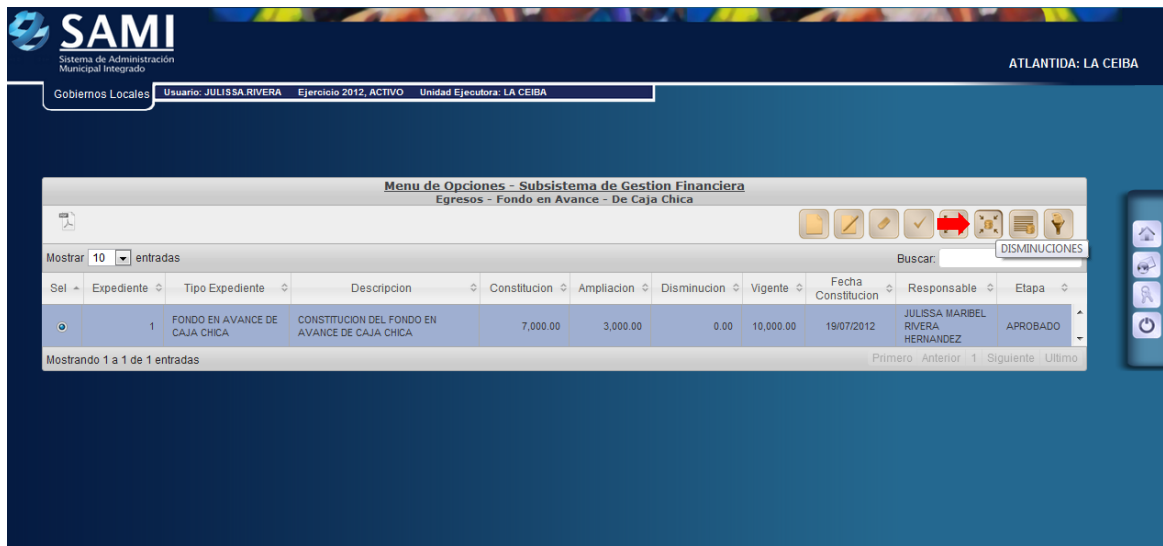 SAMI
Sistema de Administración
Municipal Integrado
ATLANTIDA: LA CEIBA
Gobiernos Locales
Usuario: JULISSA.RIVERA Ejercicio 2012, ACTIVO Unidad Ejecutora: LA CEIBA
Menu de Opciones - Subsistema de Gestion Financiera
Egresos - Fondo en Avance - De Caja Chica
DISMINUCIONES
Mostrar 10 entradas Buscar:
Sel Expediente Tipo Expediente Descripcion Constitucion Ampliacion Disminucion Vigente Fecha Constitucion Responsable Etapa
1 FONDO EN AVANCE DE CAJA CHICA CONSTITUCION DEL FONDO EN AVANCE DE CAJA CHICA 7,000.00 3,000.00 0.00 10,000.00 19/07/2012 JULISSA MARIBEL RIVERA HERNANDEZ APROBADO
Mostrando 1 a 1 de 1 entradas Primero Anterior 1 Siguiente Ultimo